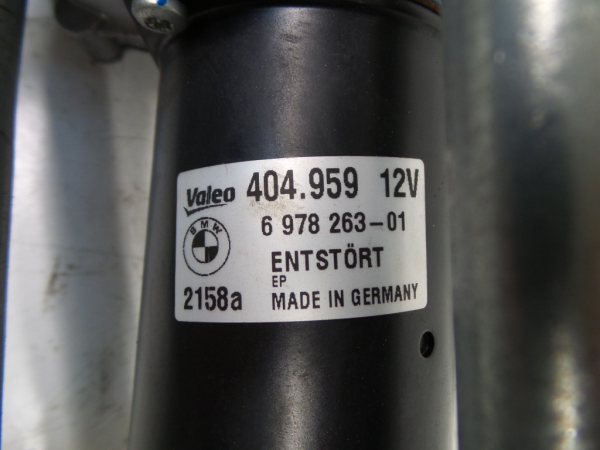 Valeo 404.959 12V
BMW 6 978 263-01
ENTSTÖRT
EP
2158a MADE IN GERMANY